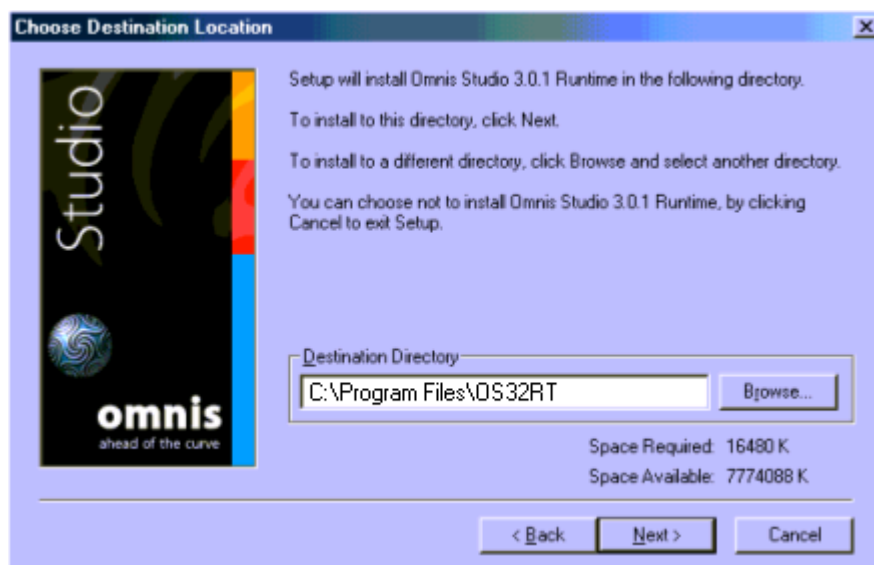 Choose Destination Location
Studio
omnis
ahead of the curve
Setup will install Omnis Studio 3.0.1 Runtime in the following directory.
To install to this directory, click Next.
To install to a different directory, click Browse and select another directory.
You can choose not to install Omnis Studio 3.0.1 Runtime, by clicking
Cancel to exit Setup.
Destination Directory
C:\Program Files\OS32RT
Browse...
Space Required: 16480 K
Space Available: 7774088 K
< Back
Next >
Cancel